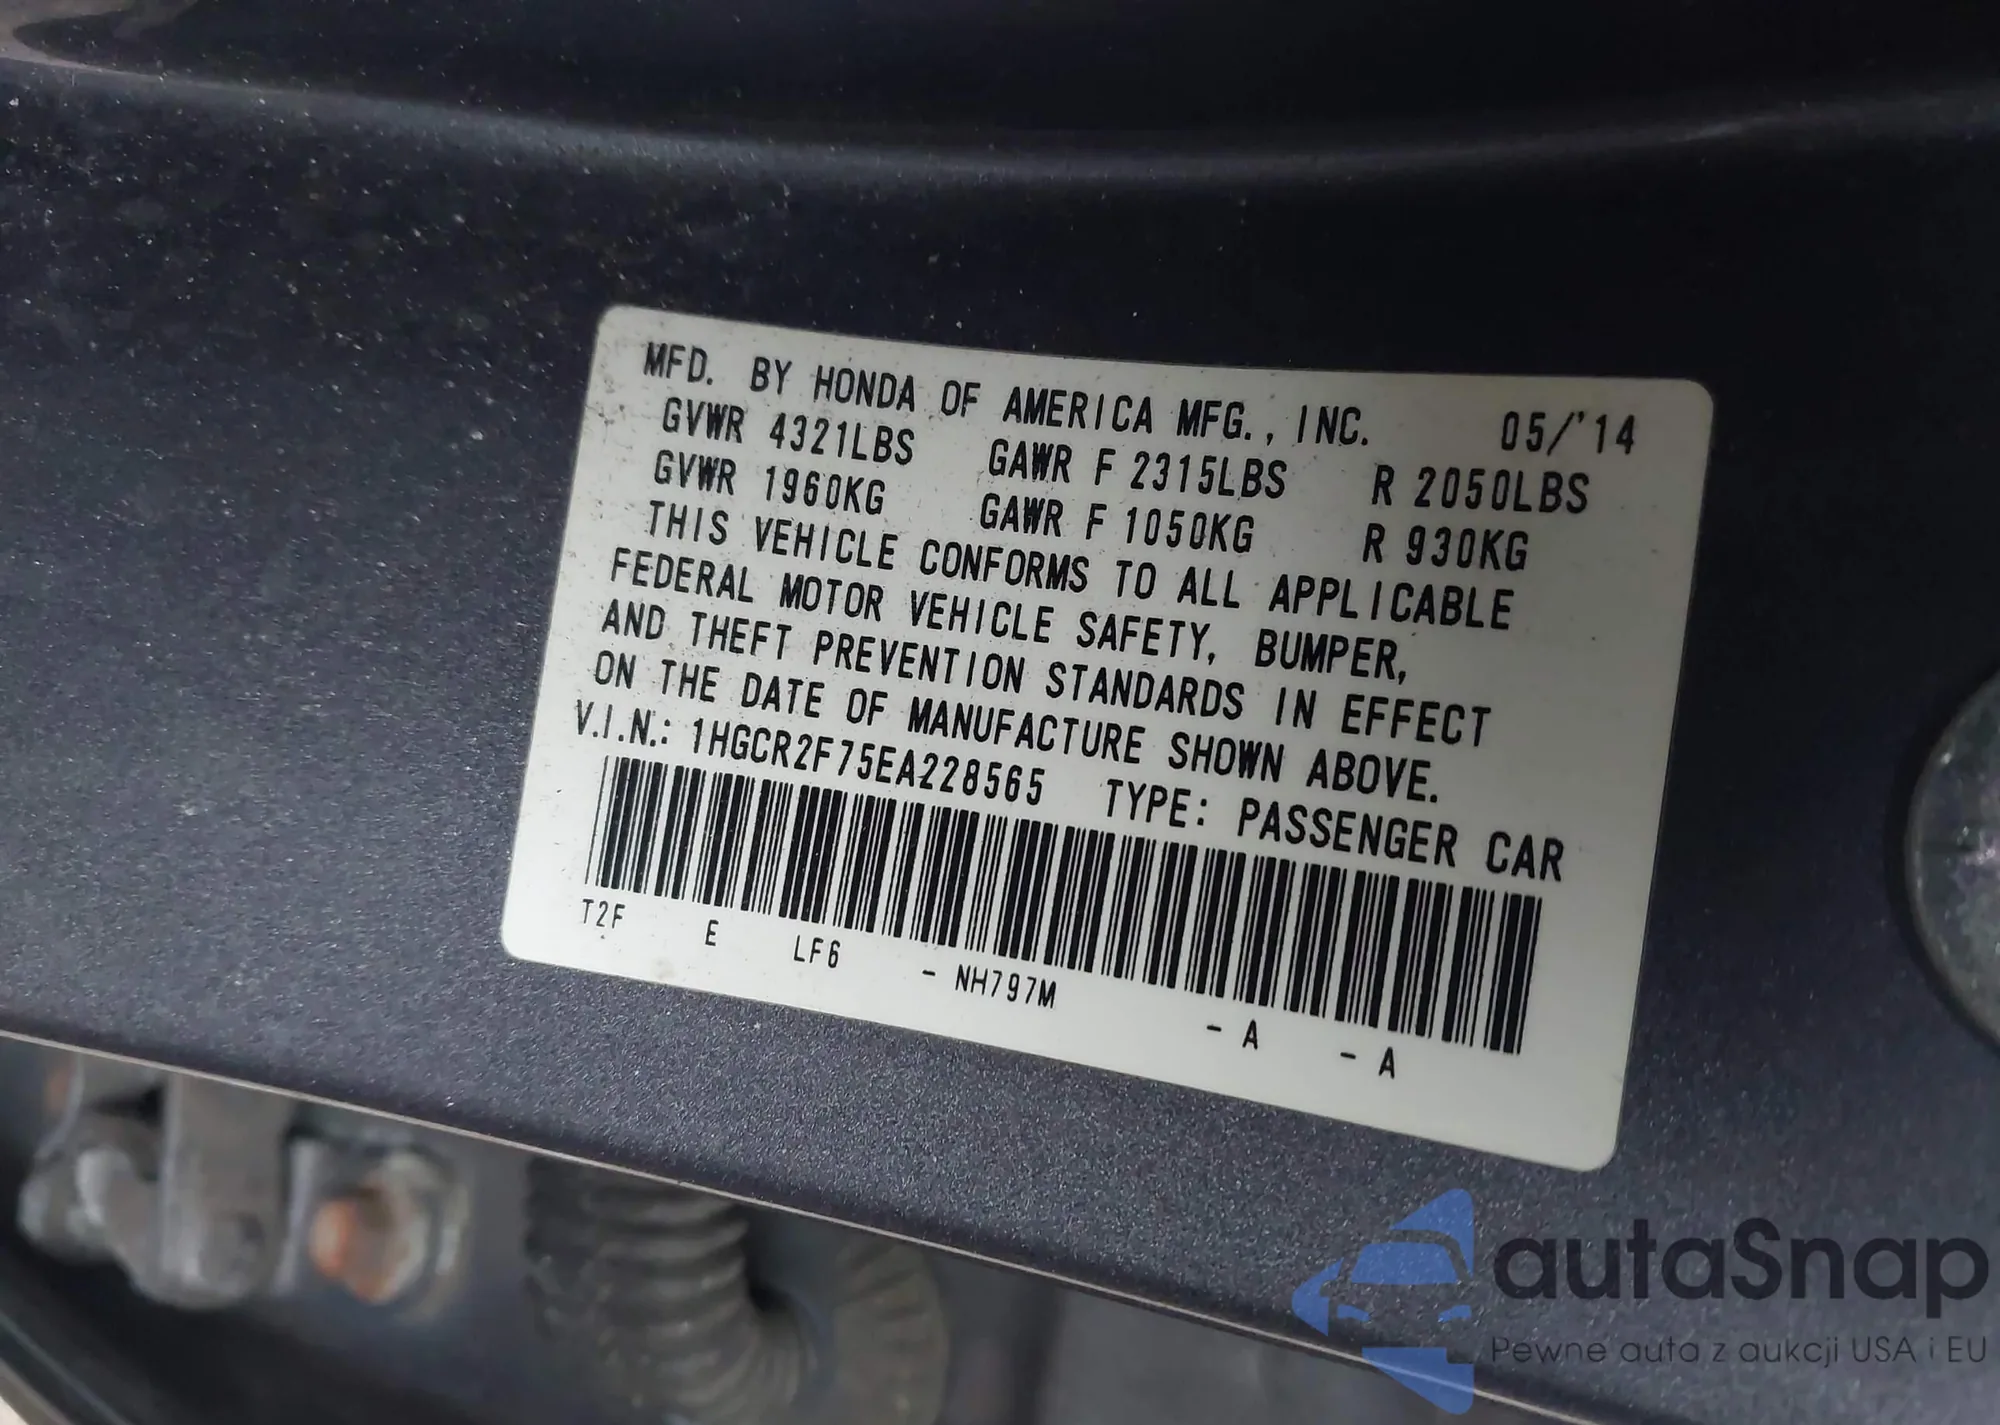 MFD. BY HONDA OF AMERICA MFG., INC. 05/'14
GVWR 4321LBS GAWR F 2315LBS R 2050LBS
GVWR 1960KG GAWR F 1050KG R 930KG
THIS VEHICLE CONFORMS TO ALL APPLICABLE
FEDERAL MOTOR VEHICLE SAFETY, BUMPER,
AND THEFT PREVENTION STANDARDS IN EFFECT
ON THE DATE OF MANUFACTURE SHOWN ABOVE.
V.I.N.: 1HGCR2F75EA228565 TYPE: PASSENGER CAR
T2F E LF6 - NH797M - A - A
autaSnap
Pewne auta z aukcji USA i EU